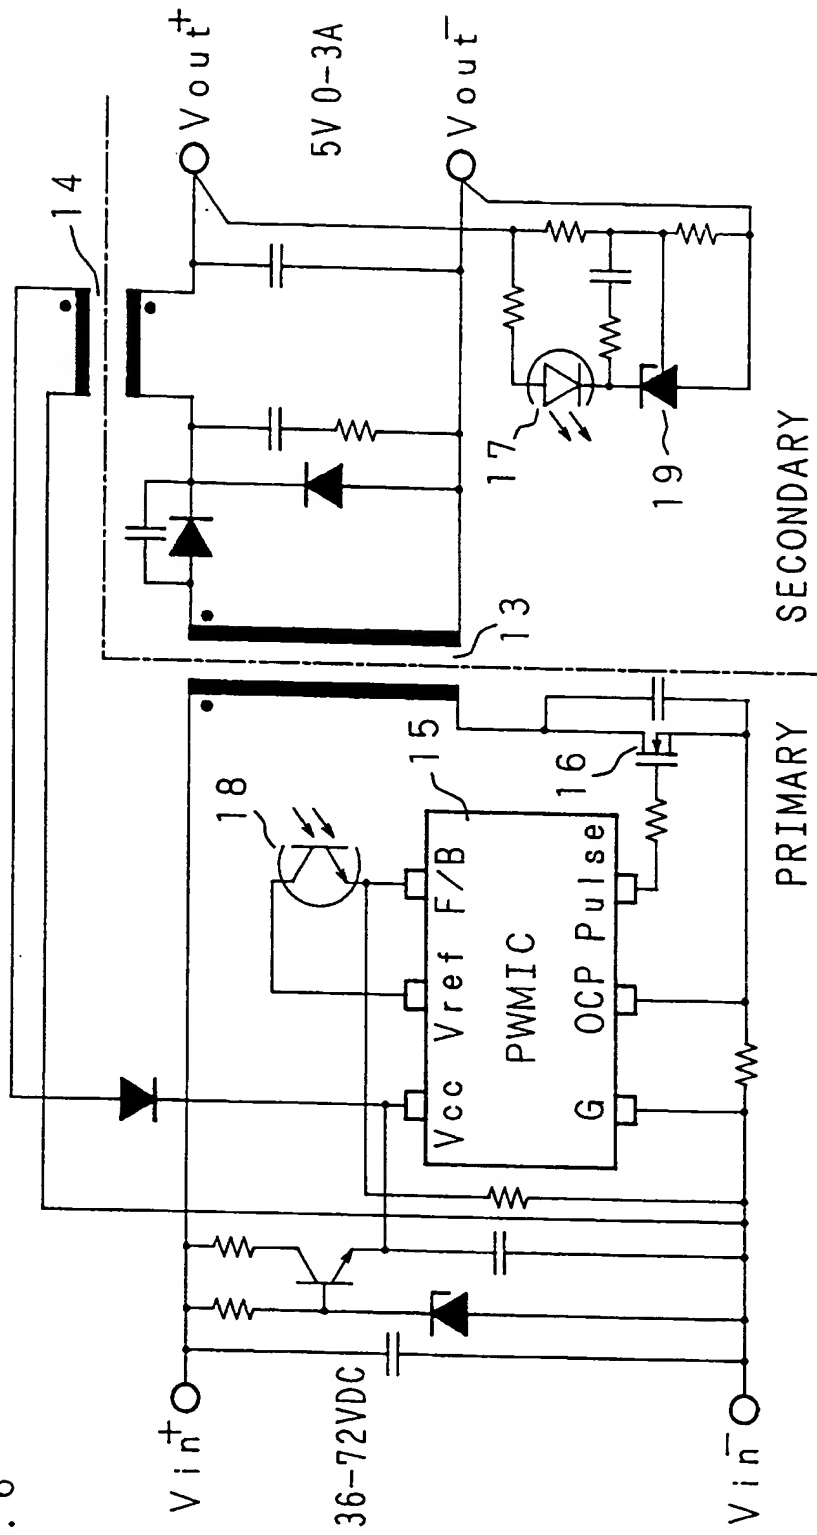 Vin+
36-72VDC
Vin-
Vcc
Vref
F/B
PWMIC
G
OCP
Pulse
15
16
18
13
14
17
19
Vout+
5V 0-3A
Vout-
PRIMARY
SECONDARY